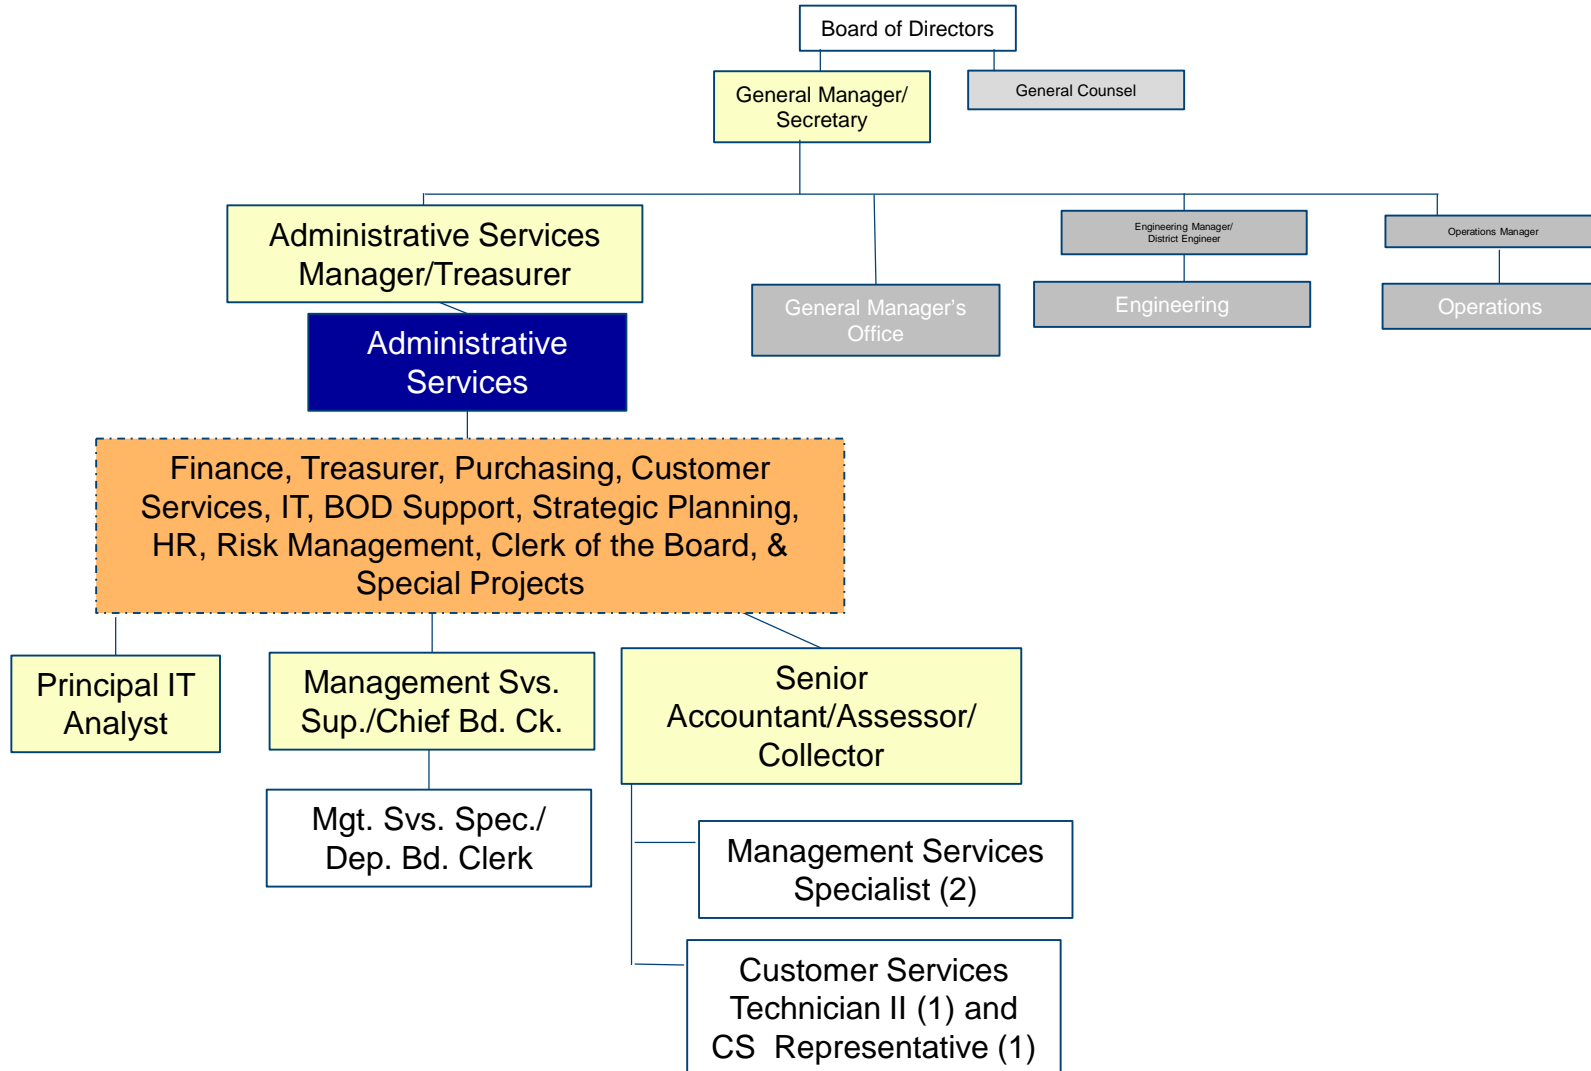 Board of Directors
General Manager/
Secretary
General Counsel
Administrative Services
Manager/Treasurer
Engineering Manager/
District Engineer
Operations Manager
General Manager’s
Office
Engineering
Operations
Administrative
Services
Finance, Treasurer, Purchasing, Customer
Services, IT, BOD Support, Strategic Planning,
HR, Risk Management, Clerk of the Board, &
Special Projects
Principal IT
Analyst
Management Svs.
Sup./Chief Bd. Ck.
Senior
Accountant/Assessor/
Collector
Mgt. Svs. Spec./
Dep. Bd. Clerk
Management Services
Specialist (2)
Customer Services
Technician II (1) and
CS Representative (1)